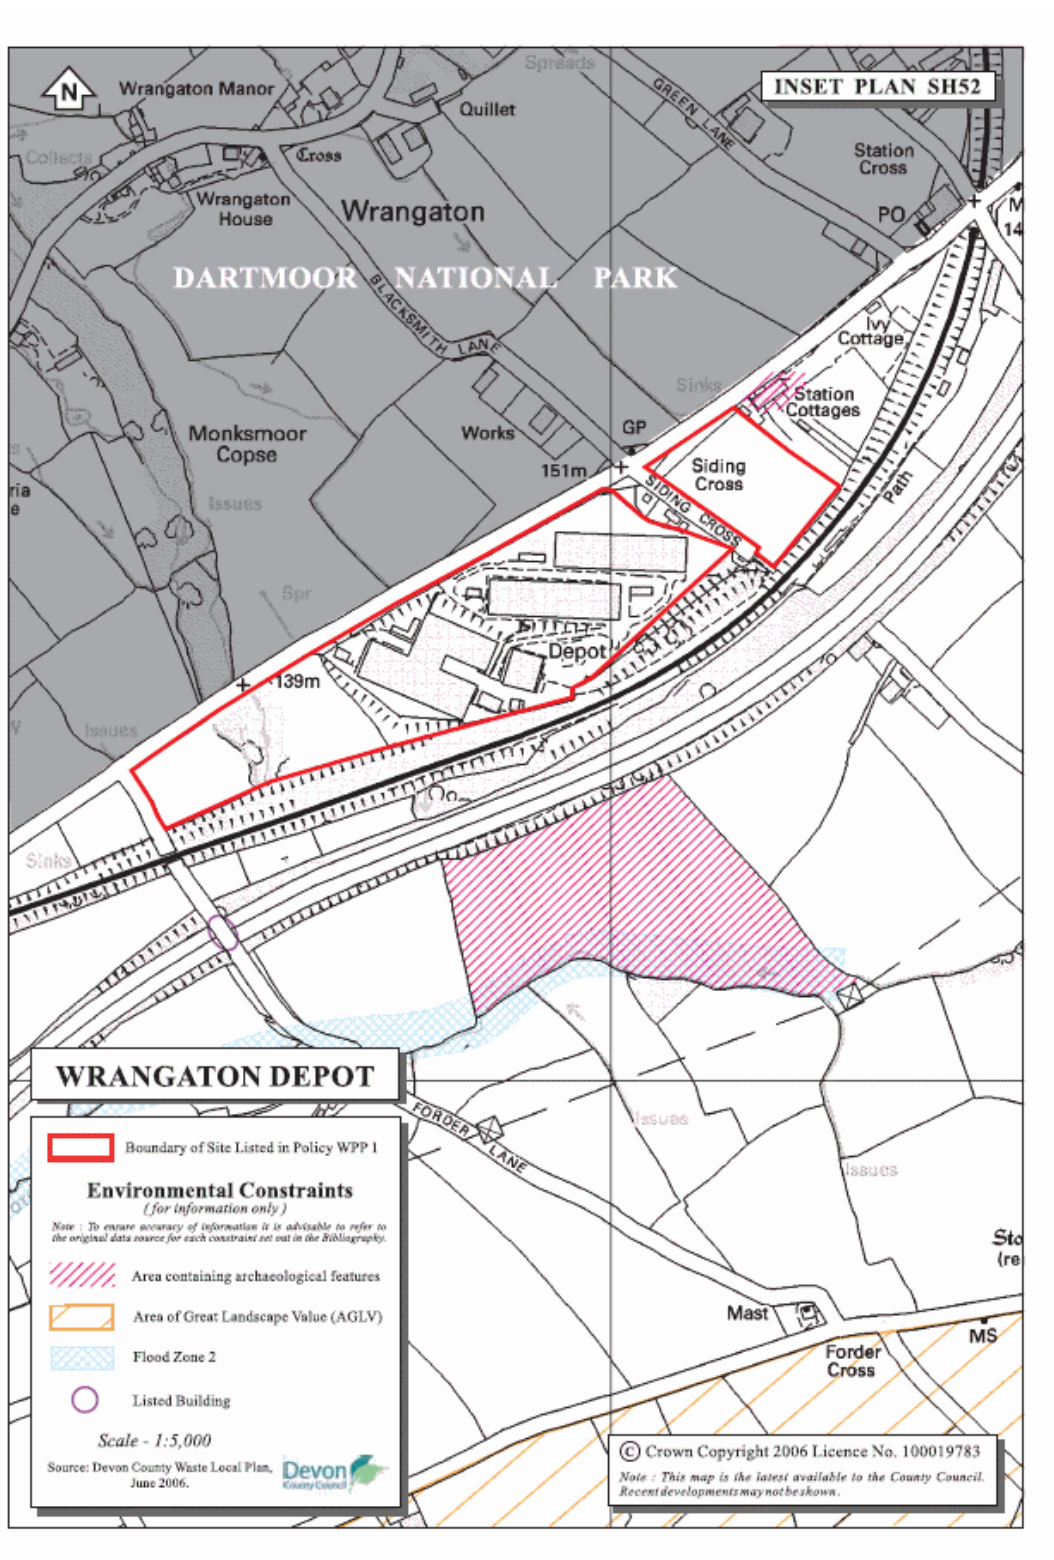 N
Wrangaton Manor
Spreads
INSET PLAN SH52
Quillet
GREEN LANE
Collects
Cross
Station
Cross
Wrangaton
House
Wrangaton
PO
M
14
DARTMOOR NATIONAL PARK
BLACKSMITH LANE
Ivy
Cottage
Sinks
Station
Cottages
Monksmoor
Copse
Works
GP
151m
Siding
Cross
SIDING CROSS
Path
ria
e
Issues
Spr
Depot
139m
Issues
Sinks
WRANGATON DEPOT
FORDER LANE
Issues
Issues
Boundary of Site Listed in Policy WPP 1
Environmental Constraints
(for information only)
Note : To ensure accuracy of information it is advisable to refer to
the original data source for each constraint set out in the Bibliography.
Area containing archaeological features
Area of Great Landscape Value (AGLV)
Flood Zone 2
Listed Building
Scale - 1:5,000
Source: Devon County Waste Local Plan,
June 2006.
Devon
County Council
Sto
(re
Mast
MS
Forder
Cross
© Crown Copyright 2006 Licence No. 100019783
Note : This map is the latest available to the County Council.
Recent developments may not be shown.